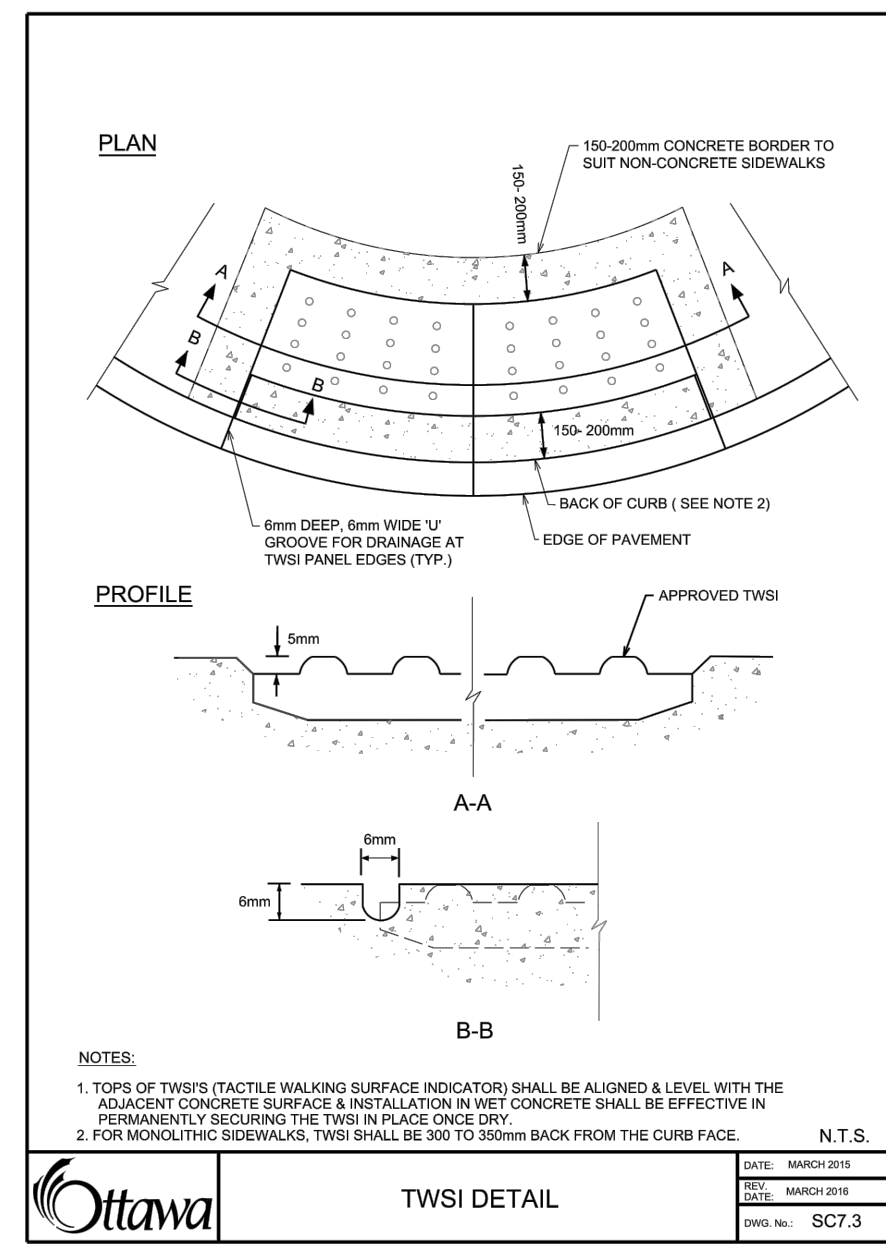 PLAN
150-200mm CONCRETE BORDER TO
SUIT NON-CONCRETE SIDEWALKS
150- 200mm
A
A
B
B
150- 200mm
BACK OF CURB ( SEE NOTE 2)
6mm DEEP, 6mm WIDE 'U'
GROOVE FOR DRAINAGE AT
TWSI PANEL EDGES (TYP.)
EDGE OF PAVEMENT
PROFILE
APPROVED TWSI
5mm
A-A
6mm
6mm
B-B
NOTES:
1. TOPS OF TWSI'S (TACTILE WALKING SURFACE INDICATOR) SHALL BE ALIGNED & LEVEL WITH THE
ADJACENT CONCRETE SURFACE & INSTALLATION IN WET CONCRETE SHALL BE EFFECTIVE IN
PERMANENTLY SECURING THE TWSI IN PLACE ONCE DRY.
2. FOR MONOLITHIC SIDEWALKS, TWSI SHALL BE 300 TO 350mm BACK FROM THE CURB FACE.
N.T.S.
Ottawa
TWSI DETAIL
DATE: MARCH 2015
REV.
DATE: MARCH 2016
DWG. No.: SC7.3